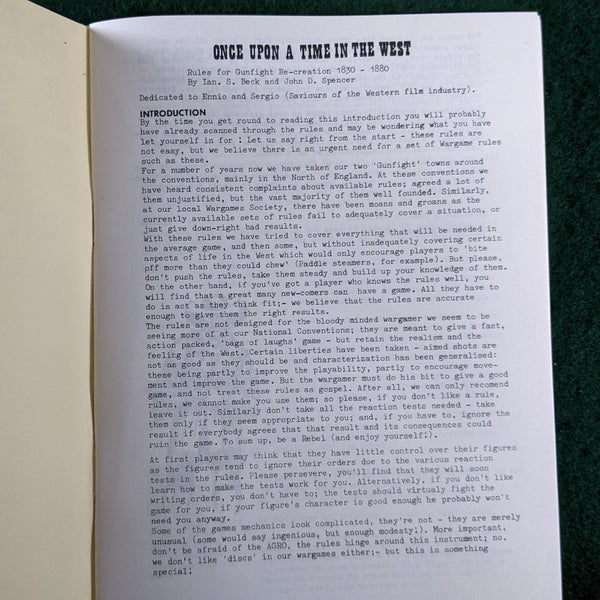 ONCE UPON A TIME IN THE WEST
Rules for Gunfight Re-creation 1830 - 1880
By Ian. S. Beck and John D. Spencer
Dedicated to Ennio and Sergio (Saviours of the Western film industry).
INTRODUCTION
By the time you get round to reading this introduction you will probably
have already scanned through the rules and may be wondering what you have
let yourself in for ! Let us say right from the start - these rules are
not easy, but we believe there is an urgent need for a set of Wargame rules
such as these.
For a number of years now we have taken our two 'Gunfight' towns around
the conventions, mainly in the North of England. At these conventions we
have heard consistent complaints about available rules; agreed a lot of
them unjustified, but the vast majority of them well founded. Similarly,
at our local Wargames Society, there have been moans and groans as the
currently available sets of rules fail to adequately cover a situation, or
just give down-right bad results.
With these rules we have tried to cover everything that will be needed in
the average game, and then some, but without inadequately covering certain
aspects of life in the West which would only encourage players to 'bite
pff more than they could chew' (Paddle steamers, for example). But please,
don't push the rules, take them steady and build up your knowledge of them.
On the other hand, if you've got a player who knows the rules well, you
will find that a great many new-comers can  have a game. All they have to
do is act as they think fit;- we believe that the rules are accurate
enough to give them the right results.
The rules are not designed for the bloody minded wargamer we seem to be
seeing more of at our National Conventions; they are meant to give a fast,
action packed, 'bags of laughs' game - but retain the realism and the
feeling of the West. Certain liberties have been taken - aimed shots are
not as good as they should be and characterization has been generalised:
these being partly to improve the playability, partly to encourage move-
ment and improve the game. But the wargamer must do his bit to give a good
game, and not treat these rules as gospel. After all, we can only recomend
rules, we cannot make you use them; so please, if you don't like a rule,
leave it out. Similarly don't take all the reaction tests needed - take
them only if they seem appropriate to you; and, if you have to, ignore the
result if everybody agrees that that result and its consequences could
ruin the game. To sum up, be a Rebel (and enjoy yourself!).
At first players may think that they have little control over their figures
as the figures tend to ignore their orders due to the various reaction
tests in the rules. Please persevere, you'll find that they will soon
learn how to make the tests work for you. Alternatively, if you don't like
writing orders, you don't have to; the tests should virtualy fight the
game for you, if your figure's character is good enough he probably won't
need you anyway.
Some of the games mechanics look complicated, they're not - they are merely
unusual (some would say ingenious, but enough modesty!). More important,
don't be afraid of the AGRO, the rules hinge around this instrument; no,
we don't like 'discs' in our wargames either;- but this is something
special!